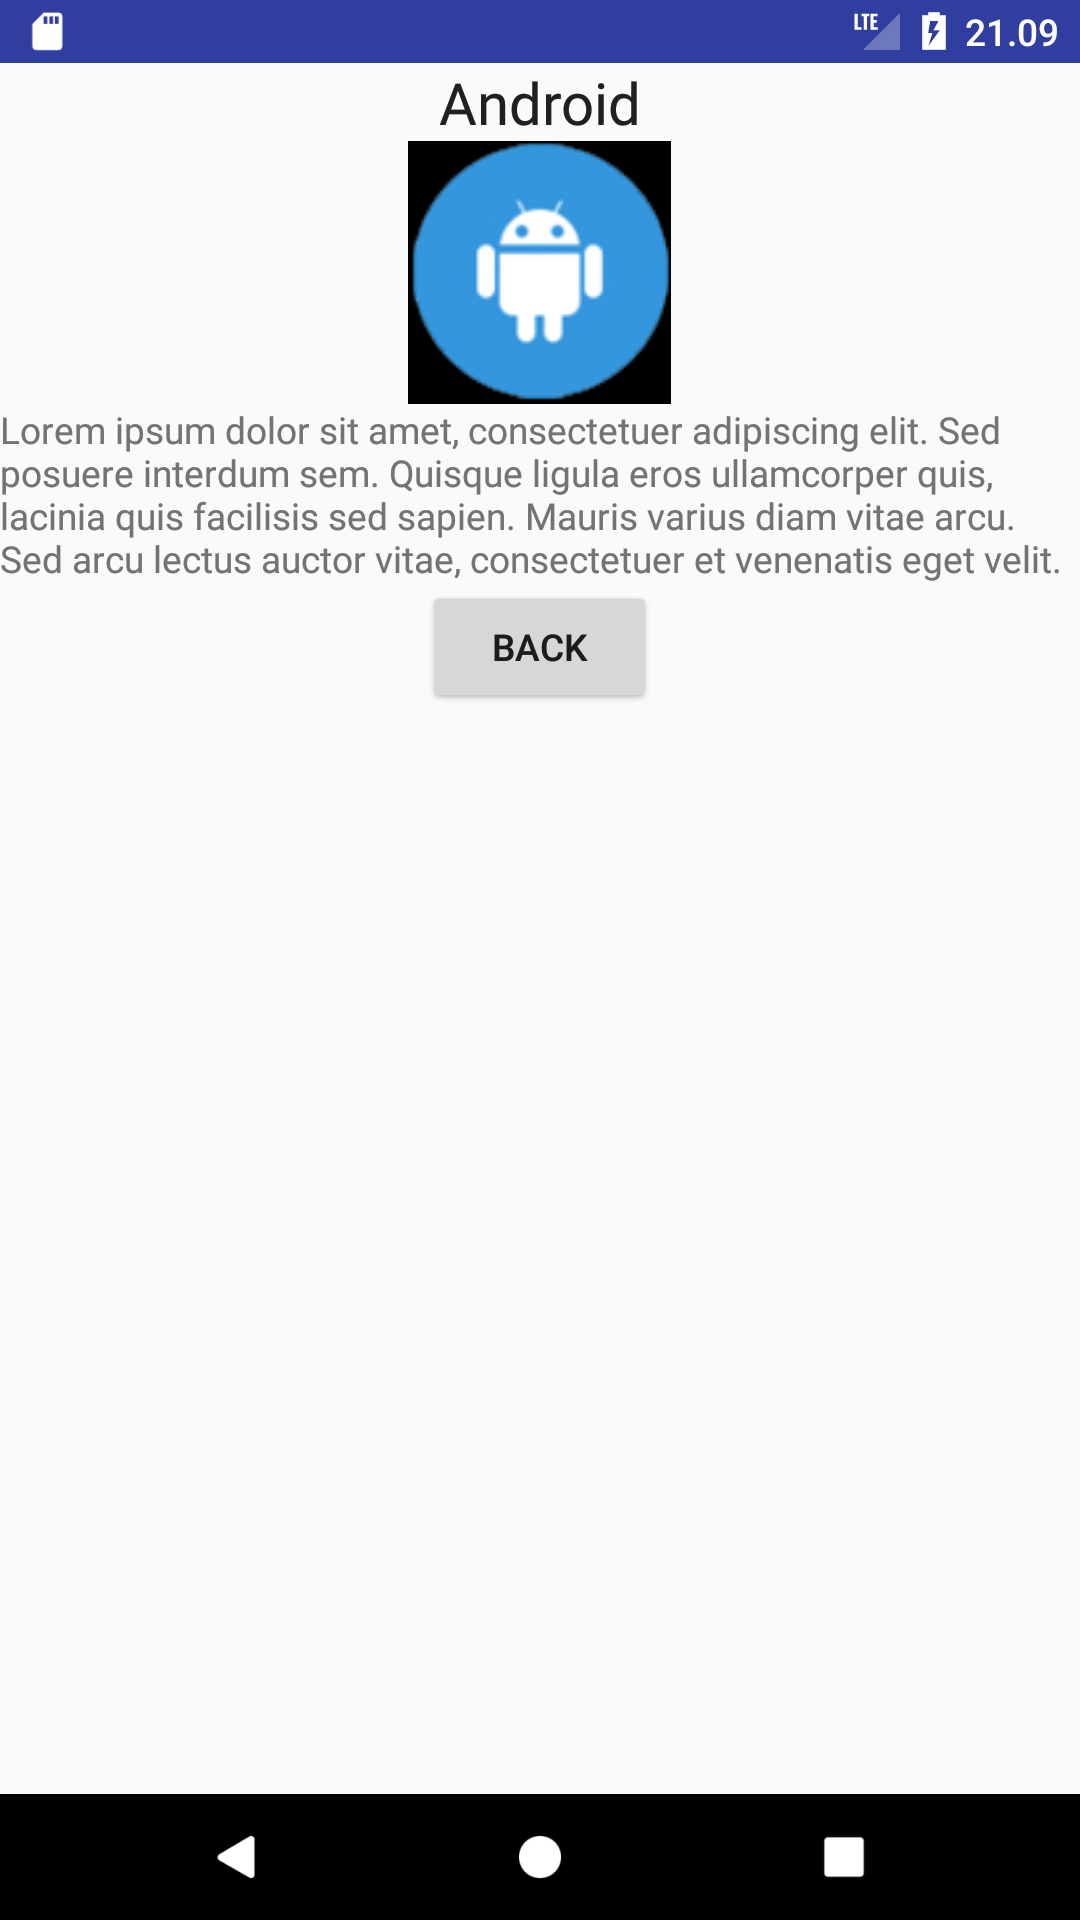 LTE 21.09
Android
Lorem ipsum dolor sit amet, consectetuer adipiscing elit. Sed
posuere interdum sem. Quisque ligula eros ullamcorper quis,
lacinia quis facilisis sed sapien. Mauris varius diam vitae arcu.
Sed arcu lectus auctor vitae, consectetuer et venenatis eget velit.
BACK